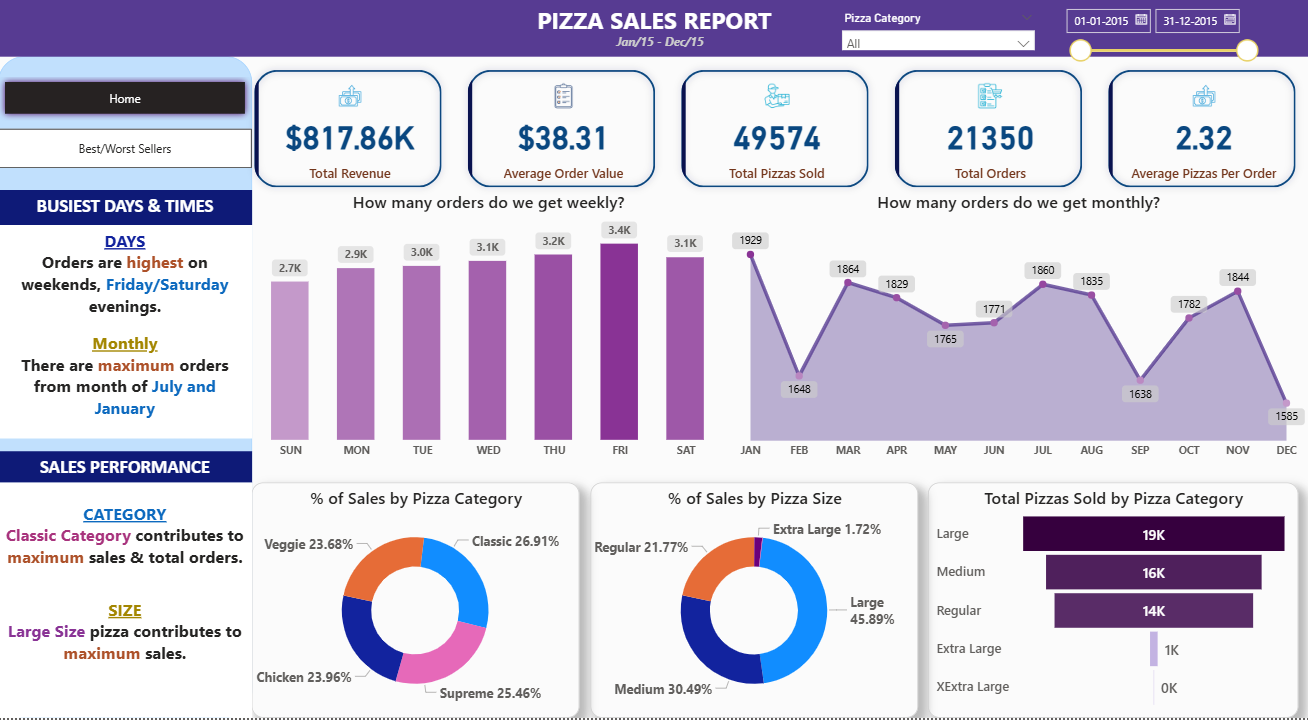 PIZZA SALES REPORT
Jan/15 - Dec/15
Pizza Category
All
01-01-2015
31-12-2015
Home
Best/Worst Sellers
$817.86K
Total Revenue
$38.31
Average Order Value
49574
Total Pizzas Sold
21350
Total Orders
2.32
Average Pizzas Per Order
BUSIEST DAYS & TIMES
DAYS
Orders are highest on
weekends, Friday/Saturday
evenings.
Monthly
There are maximum orders
from month of July and
January
SALES PERFORMANCE
CATEGORY
Classic Category contributes to
maximum sales & total orders.
SIZE
Large Size pizza contributes to
maximum sales.
How many orders do we get weekly?
2.7K
2.9K
3.0K
3.1K
3.2K
3.4K
3.1K
SUN
MON
TUE
WED
THU
FRI
SAT
How many orders do we get monthly?
1929
1648
1864
1829
1765
1771
1860
1835
1638
1782
1844
1585
JAN
FEB
MAR
APR
MAY
JUN
JUL
AUG
SEP
OCT
NOV
DEC
% of Sales by Pizza Category
Veggie 23.68%
Classic 26.91%
Chicken 23.96%
Supreme 25.46%
% of Sales by Pizza Size
Extra Large 1.72%
Regular 21.77%
Large
45.89%
Medium 30.49%
Total Pizzas Sold by Pizza Category
Large
19K
Medium
16K
Regular
14K
Extra Large
1K
XExtra Large
0K